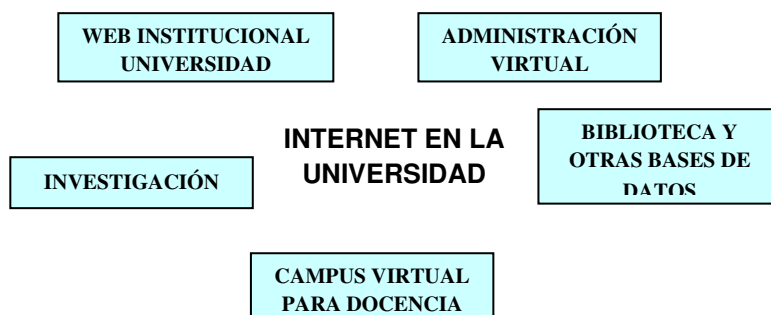 WEB INSTITUCIONAL
UNIVERSIDAD
ADMINISTRACIÓN
VIRTUAL
INTERNET EN LA
UNIVERSIDAD
BIBLIOTECA Y
OTRAS BASES DE
DATOS
INVESTIGACIÓN
CAMPUS VIRTUAL
PARA DOCENCIA